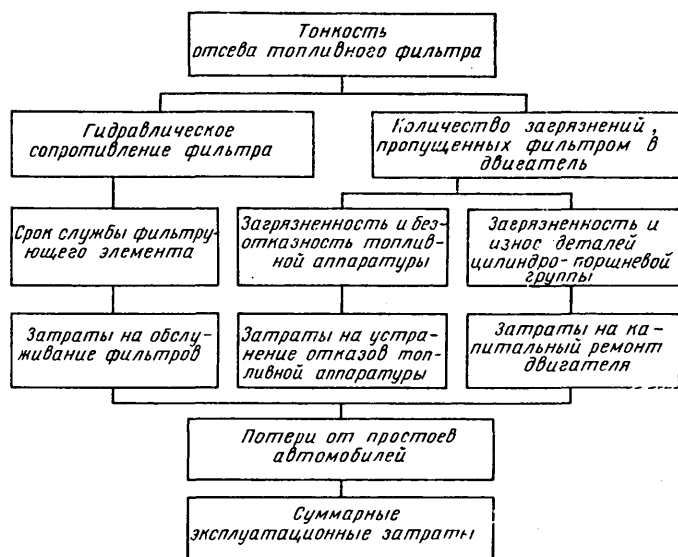 Тонкость
отсева топливного фильтра
Гидравлическое
сопротивление фильтра
Количество загрязнений,
пропущенных фильтром в
двигатель
Срок службы фильтру-
ющего элемента
Загрязненность и без-
отказность топлив-
ной аппаратуры
Загрязненность и
износ деталей
цилиндро-поршневой
группы
Затраты на обслу-
живание фильтров
Затраты на устра-
нение отказов топ-
ливной аппаратуры
Затраты на ка-
питальный ремонт
двигателя
Потери от простоев
автомобилей
Суммарные
эксплуатационные затраты